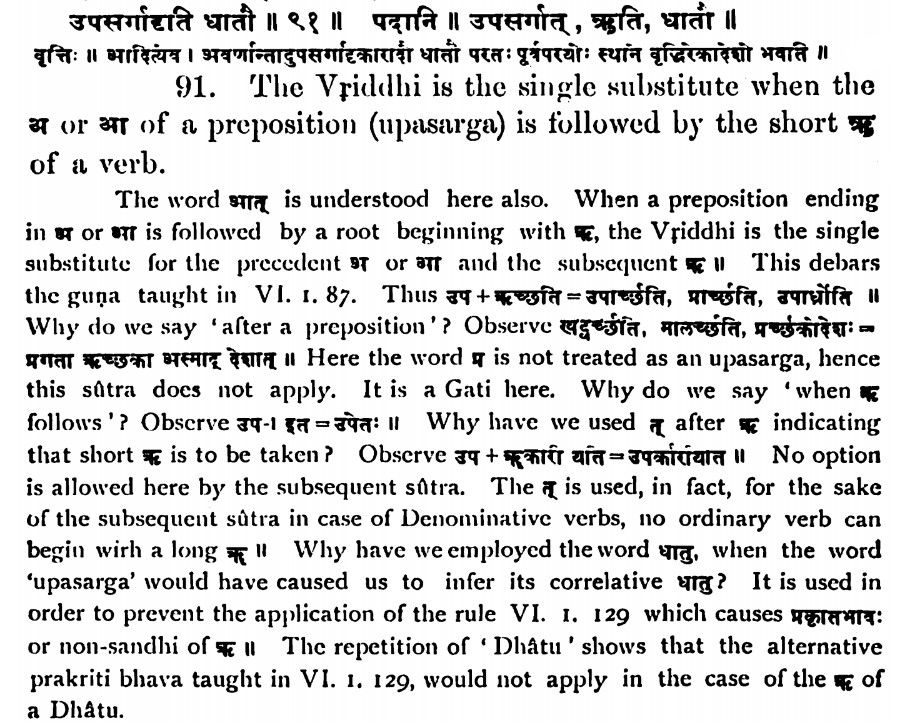 उपसर्गादृति धातौ ॥ ९१ ॥ पदानि ॥ उपसर्गात्, ऋति, धातौ ॥
वृत्तिः ॥ आदित्येव । अवर्णान्तादुपसर्गादृकारादौ धातौ परतः पूर्वपरयोः स्थाने वृद्धिरेकादेशो भवति ॥
91. The Vṛiddhi is the single substitute when the
अ or आ of a preposition (upasarga) is followed by the short ऋ
of a verb.
The word आत् is understood here also. When a preposition ending
in अ or आ is followed by a root beginning with ऋ, the Vṛiddhi is the single
substitute for the precedent अ or आ and the subsequent ऋ ॥ This debars
the guṇa taught in VI. 1. 87. Thus उप + ऋच्छति = उपार्च्छति, प्रार्च्छति, उपार्ध्नोति ॥
Why do we say 'after a preposition'? Observe खट्वर्च्छति, मालर्च्छति, प्रर्च्छकोदेशः =
प्रगता ऋच्छका अस्माद् देशात् ॥ Here the word प्र is not treated as an upasarga, hence
this sûtra does not apply. It is a Gati here. Why do we say 'when ऋ
follows'? Observe उप + इत = उपेतः ॥ Why have we used त् after ऋ indicating
that short ऋ is to be taken? Observe उप + ॠकारीयति = उपर्कारीयति ॥ No option
is allowed here by the subsequent sûtra. The त् is used, in fact, for the sake
of the subsequent sûtra in case of Denominative verbs, no ordinary verb can
begin wirh a long ॠ ॥ Why have we employed the word धातु, when the word
'upasarga' would have caused us to infer its correlative धातु? It is used in
order to prevent the application of the rule VI. 1. 129 which causes प्रकृतिभावः
or non-sandhi of ऋ ॥ The repetition of 'Dhâtu' shows that the alternative
prakriti bhava taught in VI. 1. 129, would not apply in the case of the ऋ of
a Dhâtu.